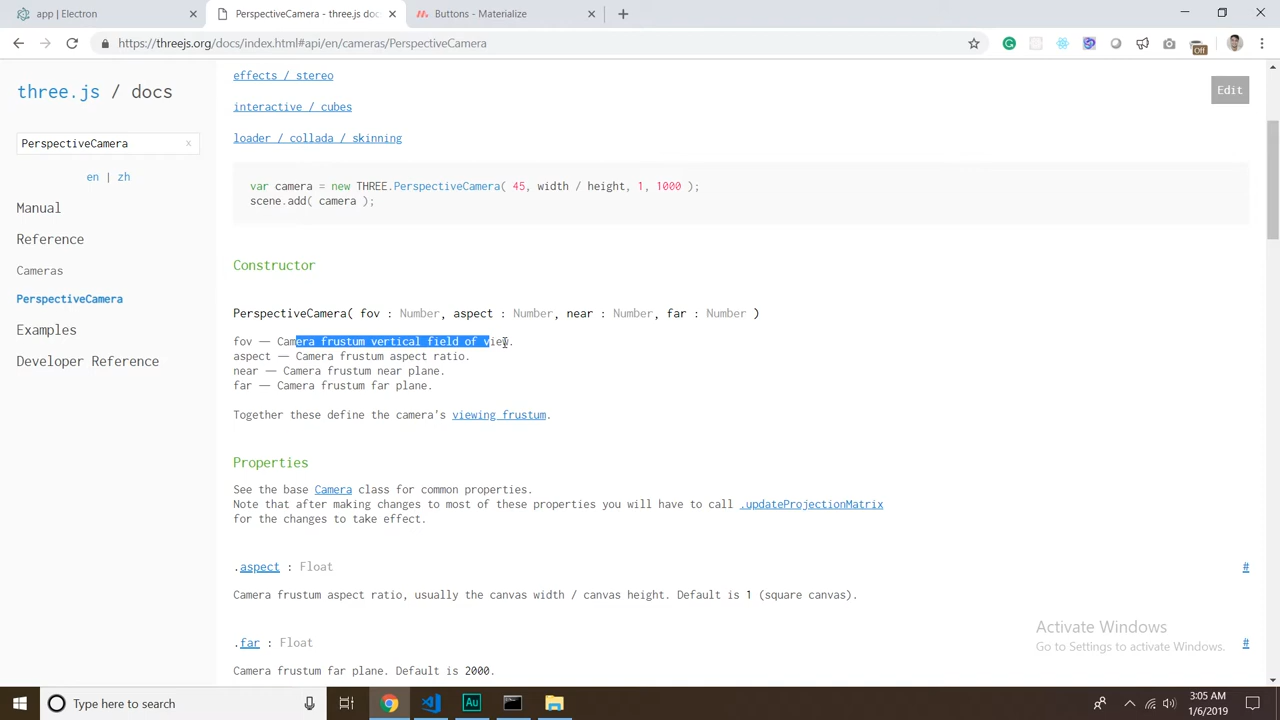 app | Electron
PerspectiveCamera - three.js doc
Buttons - Materialize
https://threejs.org/docs/index.html#api/en/cameras/PerspectiveCamera
Off
three.js / docs
PerspectiveCamera
en | zh
Manual
Reference
Cameras
PerspectiveCamera
Examples
Developer Reference
effects / stereo
Edit
interactive / cubes
loader / collada / skinning
var camera = new THREE.PerspectiveCamera( 45, width / height, 1, 1000 );
scene.add( camera );
Constructor
PerspectiveCamera( fov : Number, aspect : Number, near : Number, far : Number )
fov — Camera frustum vertical field of view.
aspect — Camera frustum aspect ratio.
near — Camera frustum near plane.
far — Camera frustum far plane.
Together these define the camera's viewing frustum.
Properties
See the base Camera class for common properties.
Note that after making changes to most of these properties you will have to call .updateProjectionMatrix
for the changes to take effect.
.aspect : Float
#
Camera frustum aspect ratio, usually the canvas width / canvas height. Default is 1 (square canvas).
.far : Float
#
Camera frustum far plane. Default is 2000.
Activate Windows
Go to Settings to activate Windows.
Type here to search
Au
3:05 AM
1/6/2019